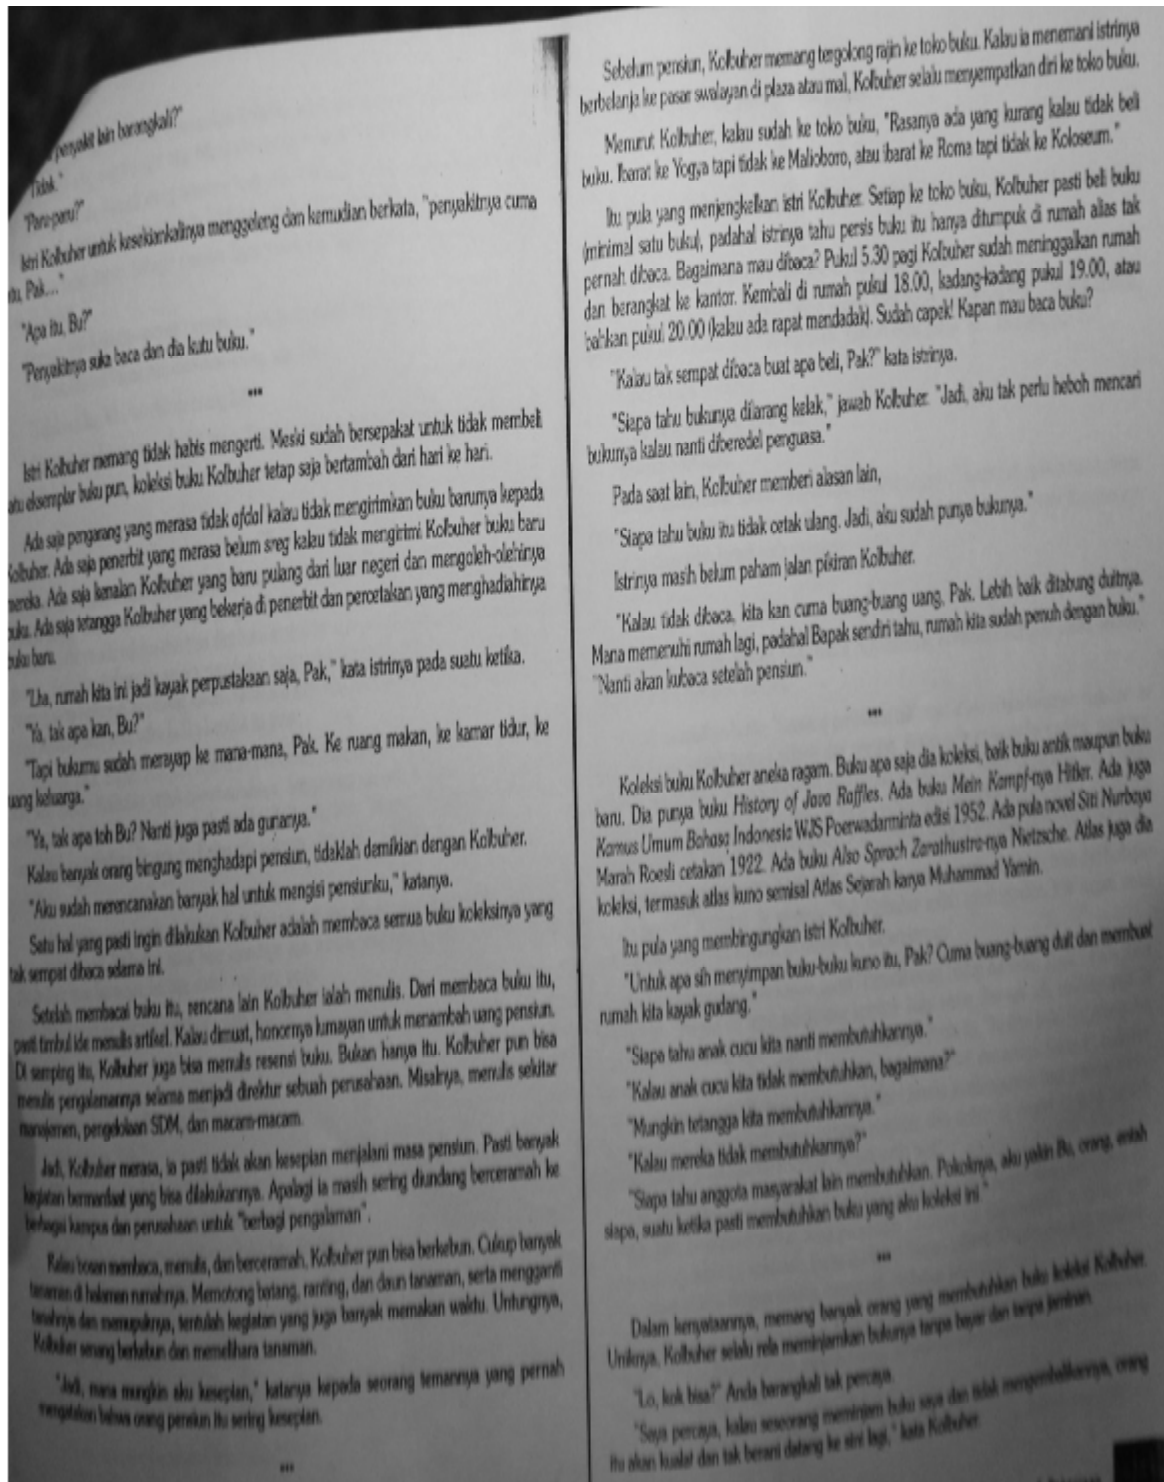 penyakit lain barangkali?"
"Tidak."
"Paru-paru?"
Istri Kolbuher untuk kesekiankalinya menggeleng dan kemudian berkata, "penyakitnya cuma
itu, Pak...."
"Apa itu, Bu?"
"Penyakitnya suka baca dan dia kutu buku."
***
Istri Kolbuher memang tidak habis mengerti. Meski sudah bersepakat untuk tidak membeli
satu eksemplar buku pun, koleksi buku Kolbuher tetap saja bertambah dari hari ke hari.
Ada saja pengarang yang merasa tidak afdol kalau tidak mengirimkan buku barunya kepada
Kolbuher. Ada saja penerbit yang merasa belum sreg kalau tidak mengirimi Kolbuher buku baru
mereka. Ada saja kenalan Kolbuher yang baru pulang dari luar negeri dan mengoleh-olehinya
buku. Ada saja tetangga Kolbuher yang bekerja di penerbit dan percetakan yang menghadiahinya
buku baru.
"Lha, rumah kita ini jadi kayak perpustakaan saja, Pak," kata istrinya pada suatu ketika.
"Ya, tak apa kan, Bu?"
"Tapi bukumu sudah merayap ke mana-mana, Pak. Ke ruang makan, ke kamar tidur, ke
ruang keluarga."
"Ya, tak apa toh Bu? Nanti juga pasti ada gunanya."
Kalau banyak orang bingung menghadapi pensiun, tidaklah demikian dengan Kolbuher.
"Aku sudah merencanakan banyak hal untuk mengisi pensiunku," katanya.
Satu hal yang pasti ingin dilakukan Kolbuher adalah membaca semua buku koleksinya yang
tak sempat dibaca selama ini.
Setelah membacai buku itu, rencana lain Kolbuher ialah menulis. Dari membaca buku itu,
pasti timbul ide menulis artikel. Kalau dimuat, honornya lumayan untuk menambah uang pensiun.
Di samping itu, Kolbuher juga bisa menulis resensi buku. Bukan hanya itu. Kolbuher pun bisa
menulis pengalamannya selama menjadi direktur sebuah perusahaan. Misalnya, menulis sekitar
manajemen, pengelolaan SDM, dan macam-macam.
Jadi, Kolbuher merasa, ia pasti tidak akan kesepian menjalani masa pensiun. Pasti banyak
kegiatan bermanfaat yang bisa dilakukannya. Apalagi ia masih sering diundang berceramah ke
berbagai kampus dan perusahaan untuk "berbagi pengalaman".
Kalau bosan membaca, menulis, dan berceramah, Kolbuher pun bisa berkebun. Cukup banyak
tanaman di halaman rumahnya. Memotong batang, ranting, dan daun tanaman, serta mengganti
tanahnya dan memupuknya, tentulah kegiatan yang juga banyak memakan waktu. Untungnya,
Kolbuher senang berkebun dan memelihara tanaman.
"Jadi, mana mungkin aku kesepian," katanya kepada seorang temannya yang pernah
mengatakan bahwa orang pensiun itu sering kesepian.
***
Sebelum pensiun, Kolbuher memang tergolong rajin ke toko buku. Kalau ia menemani istrinya
berbelanja ke pasar swalayan di plaza atau mal, Kolbuher selalu menyempatkan diri ke toko buku.
Menurut Kolbuher, kalau sudah ke toko buku, "Rasanya ada yang kurang kalau tidak beli
buku. Ibarat ke Yogya tapi tidak ke Malioboro, atau ibarat ke Roma tapi tidak ke Koloseum."
Itu pula yang menjengkelkan istri Kolbuher. Setiap ke toko buku, Kolbuher pasti beli buku
(minimal satu buku), padahal istrinya tahu persis buku itu hanya ditumpuk di rumah alias tak
pernah dibaca. Bagaimana mau dibaca? Pukul 5.30 pagi Kolbuher sudah meninggalkan rumah
dan berangkat ke kantor. Kembali di rumah pukul 18.00, kadang-kadang pukul 19.00, atau
bahkan pukul 20.00 (kalau ada rapat mendadak). Sudah capek! Kapan mau baca buku?
"Kalau tak sempat dibaca buat apa beli, Pak?" kata istrinya.
"Siapa tahu bukunya dilarang kelak," jawab Kolbuher. "Jadi, aku tak perlu heboh mencari
bukunya kalau nanti diberedel penguasa."
Pada saat lain, Kolbuher memberi alasan lain,
"Siapa tahu buku itu tidak cetak ulang. Jadi, aku sudah punya bukunya."
Istrinya masih belum paham jalan pikiran Kolbuher.
"Kalau tidak dibaca, kita kan cuma buang-buang uang, Pak. Lebih baik ditabung duitnya.
Mana memenuhi rumah lagi, padahal Bapak sendiri tahu, rumah kita sudah penuh dengan buku."
"Nanti akan kubaca setelah pensiun."
***
Koleksi buku Kolbuher aneka ragam. Buku apa saja dia koleksi, baik buku antik maupun buku
baru. Dia punya buku History of Java Raffles. Ada buku Mein Kampf-nya Hitler. Ada juga
Kamus Umum Bahasa Indonesia WJS Poerwadarminta edisi 1952. Ada pula novel Siti Nurbaya
Marah Roesli cetakan 1922. Ada buku Also Sprach Zarathustra-nya Nietzsche. Atlas juga dia
koleksi, termasuk atlas kuno semisal Atlas Sejarah karya Muhammad Yamin.
Itu pula yang membingungkan istri Kolbuher.
"Untuk apa sih menyimpan buku-buku kuno itu, Pak? Cuma buang-buang duit dan membuat
rumah kita kayak gudang."
"Siapa tahu anak cucu kita nanti membutuhkannya."
"Kalau anak cucu kita tidak membutuhkan, bagaimana?"
"Mungkin tetangga kita membutuhkannya."
"Kalau mereka tidak membutuhkannya?"
"Siapa tahu anggota masyarakat lain membutuhkan. Pokoknya, aku yakin Bu, orang, entah
siapa, suatu ketika pasti membutuhkan buku yang aku koleksi ini."
***
Dalam kenyataannya, memang banyak orang yang membutuhkan buku koleksi Kolbuher.
Uniknya, Kolbuher selalu rela meminjamkan bukunya tanpa bayar dan tanpa jaminan.
"Lo, kok bisa?" Anda barangkali tak percaya.
"Saya percaya, kalau seseorang meminjam buku saya dan tidak mengembalikannya, orang
itu akan kualat dan tak berani datang ke sini lagi," kata Kolbuher.